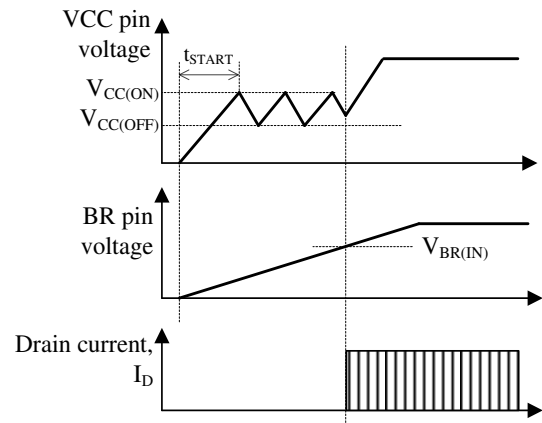 VCC pin
voltage
tSTART
VCC(ON)
VCC(OFF)
BR pin
voltage
VBR(IN)
Drain current,
ID